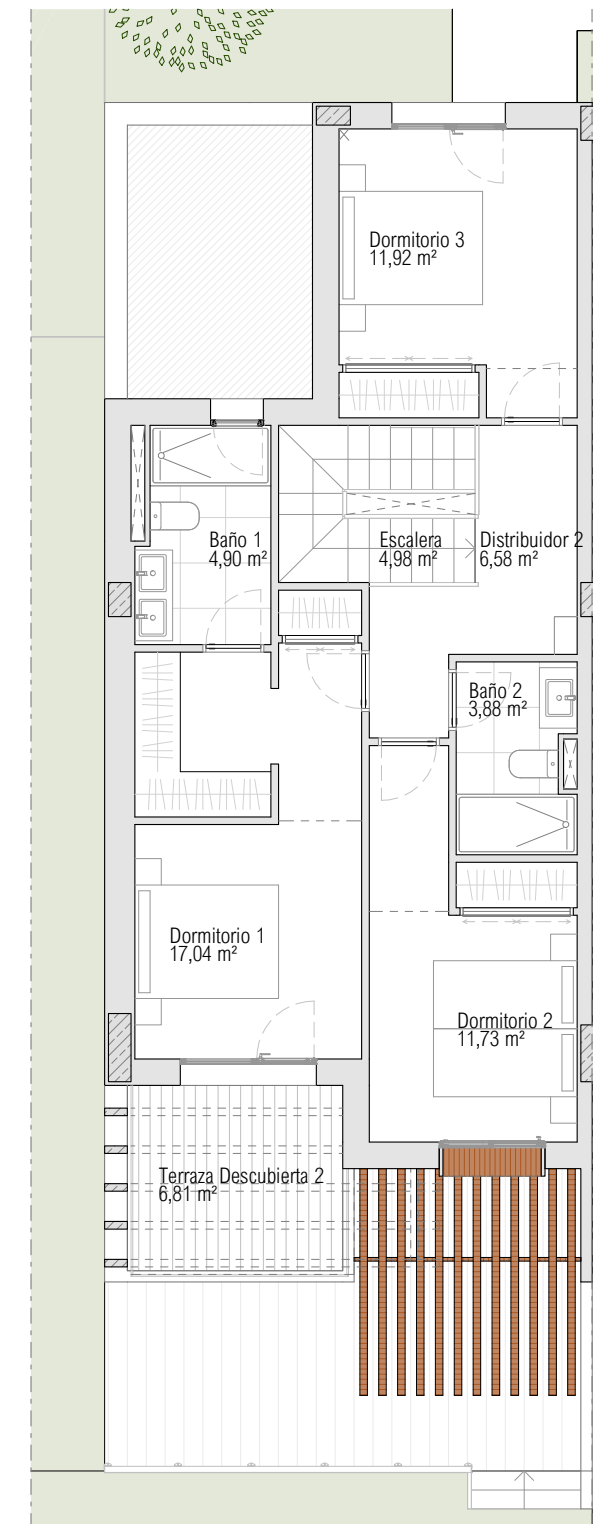 Dormitorio 3
11,92 m²
Baño 1
4,90 m²
Escalera
4,98 m²
Distribuidor 2
6,58 m²
Baño 2
3,88 m²
Dormitorio 1
17,04 m²
Dormitorio 2
11,73 m²
Terraza Descubierta 2
6,81 m²